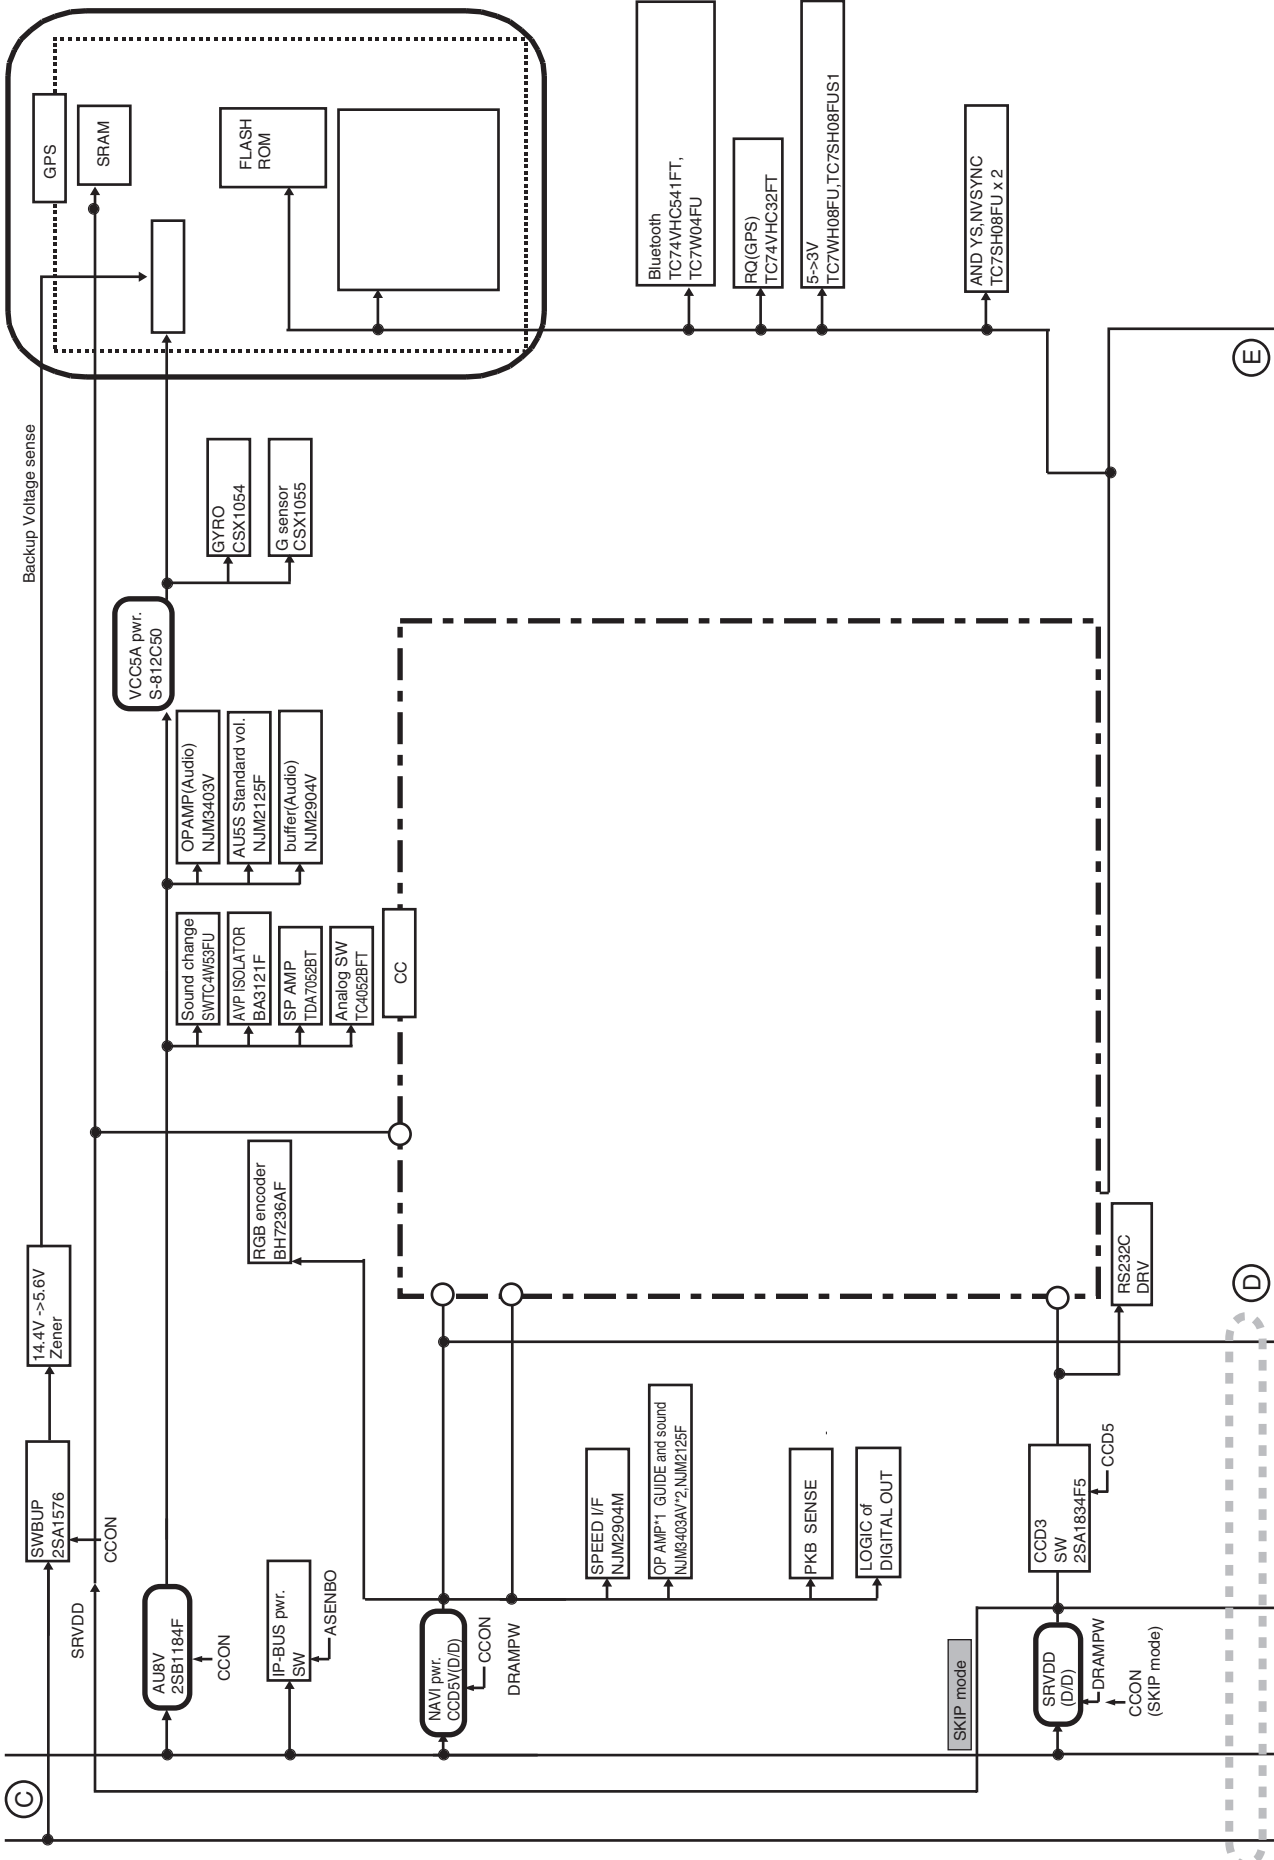 C
SWBUP
2SA1576
CCON
14.4V ->5.6V
Zener
Backup Voltage sense
GPS
SRAM
SRVDD
AU8V
2SB1184F
CCON
VCC5A pwr.
S-812C50
FLASH
ROM
Sound change
SWTC4W53FU
AVP ISOLATOR
BA3121F
SP AMP
TDA7052BT
Analog SW
TC4052BFT
OPAMP(Audio)
NJM3403V
AU5S Standard vol.
NJM2125F
buffer(Audio)
NJM2904V
GYRO
CSX1054
G sensor
CSX1055
IP-BUS pwr.
SW
ASENBO
RGB encoder
BH7236AF
CC
NAVI pwr.
CCD5V(D/D)
CCON
DRAMPW
SPEED I/F
NJM2904M
OP AMP*1 GUIDE and sound
NJM3403AV*2,NJM2125F
PKB SENSE
LOGIC of
DIGITAL OUT
Bluetooth
TC74VHC541FT,
TC7W04FU
RQ(GPS)
TC74VHC32FT
5->3V
TC7WH08FU,TC7SH08FUS1
AND YS,NVSYNC
TC7SH08FU x 2
SKIP mode
SRVDD
(D/D)
DRAMPW
CCON
(SKIP mode)
CCD3
SW
2SA1834F5
CCD5
RS232C
DRV
D
E